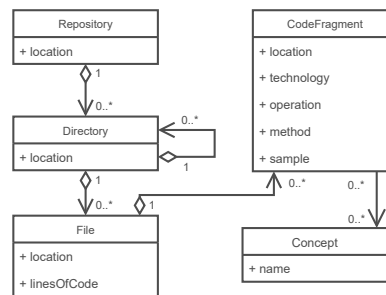 Repository
+ location
1
0..*
Directory
+ location
0..*
1
1
0..*
File
+ location
+ linesOfCode
1
0..*
CodeFragment
+ location
+ technology
+ operation
+ method
+ sample
0..*
0..*
Concept
+ name